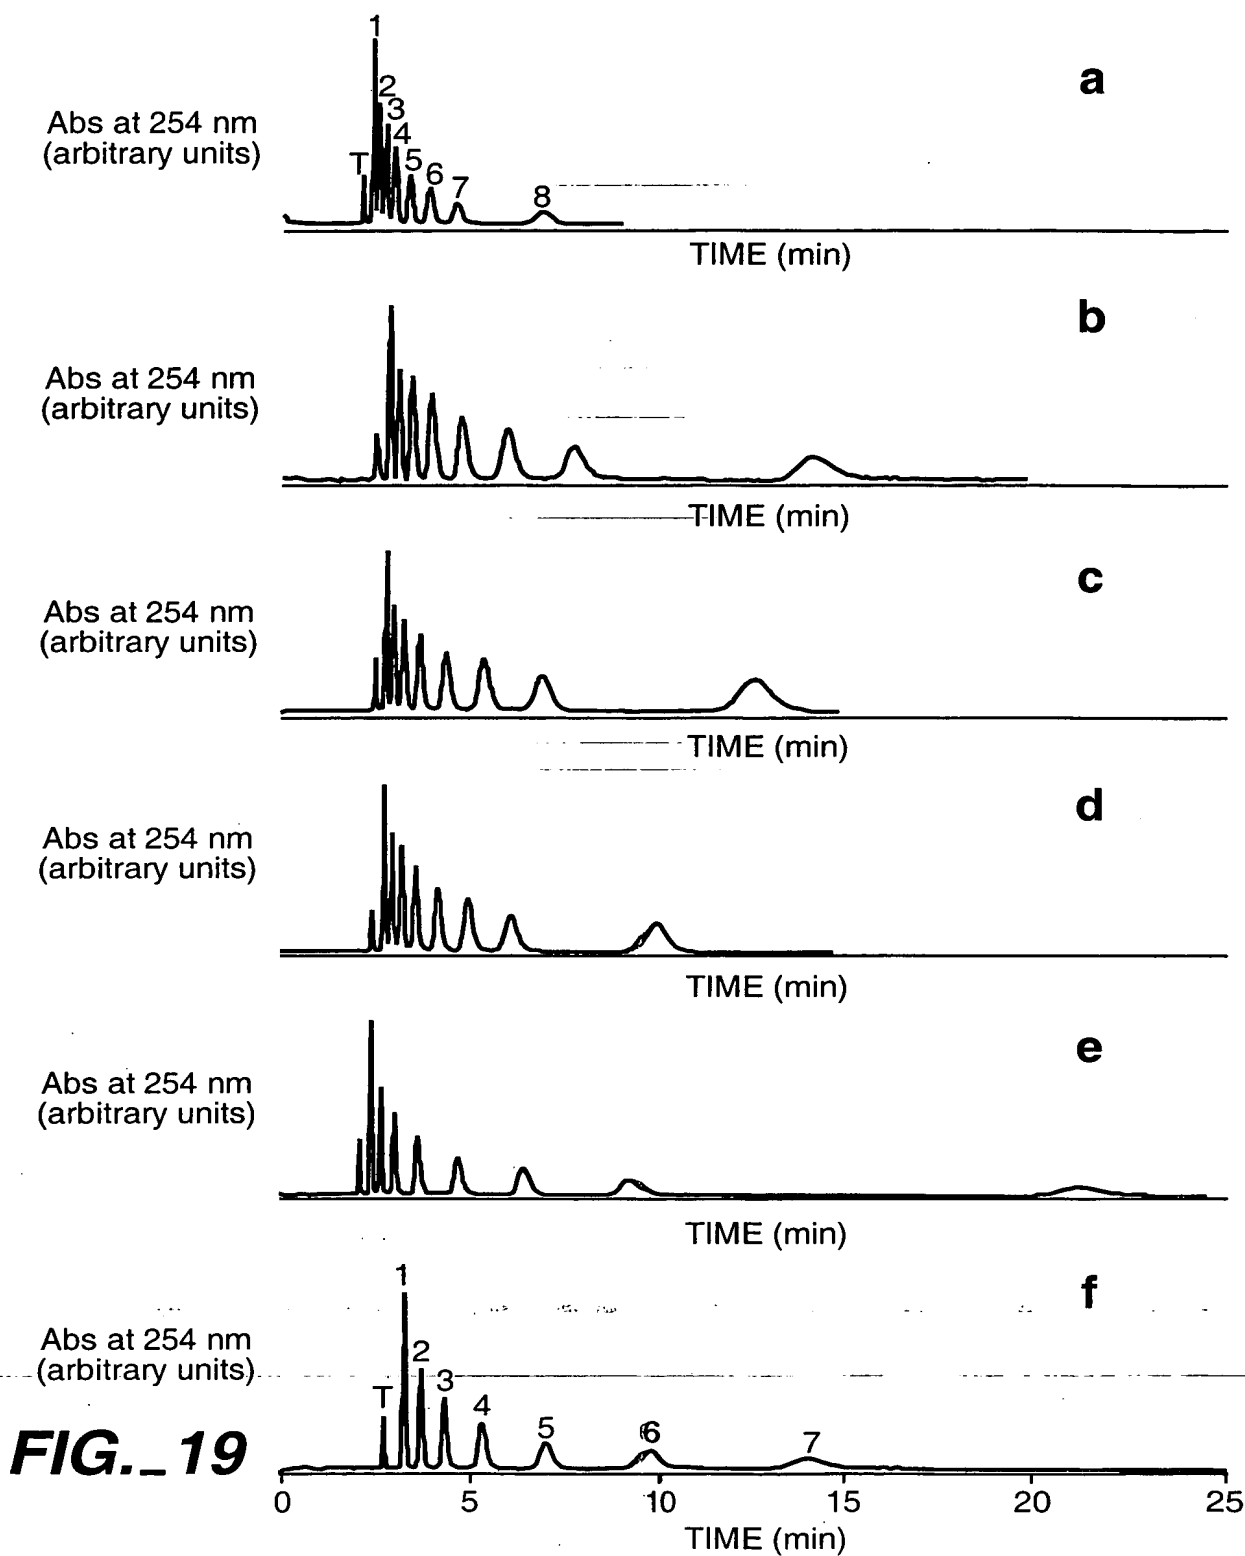 1
2
3
4
T
5
6
7
8
a
Abs at 254 nm
(arbitrary units)
TIME (min)
b
Abs at 254 nm
(arbitrary units)
TIME (min)
c
Abs at 254 nm
(arbitrary units)
TIME (min)
d
Abs at 254 nm
(arbitrary units)
TIME (min)
e
Abs at 254 nm
(arbitrary units)
TIME (min)
1
f
Abs at 254 nm
(arbitrary units)
2
T
3
4
5
6
7
FIG._19
0 5 10 15 20 25
TIME (min)